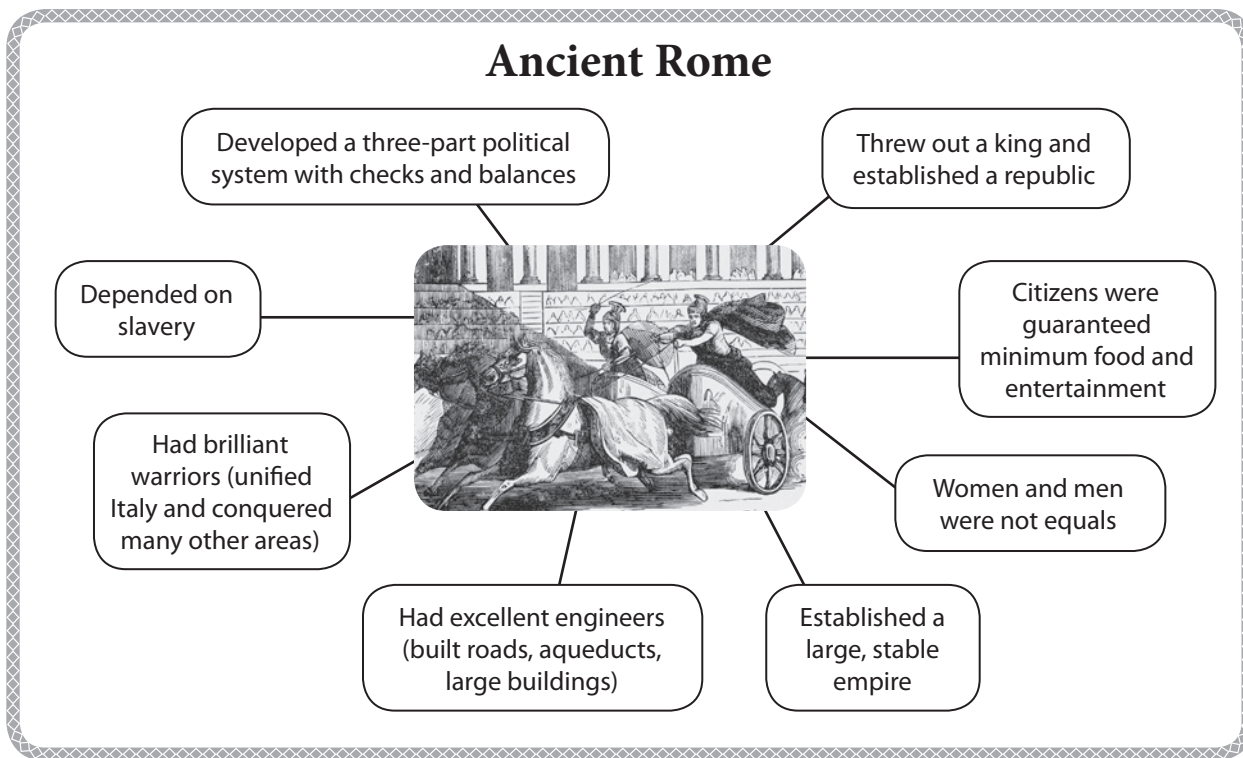 Ancient Rome
Developed a three-part political
system with checks and balances
Threw out a king and
established a republic
Depended on
slavery
Citizens were
guaranteed
minimum food and
entertainment
Had brilliant
warriors (unified
Italy and conquered
many other areas)
Women and men
were not equals
Had excellent engineers
(built roads, aqueducts,
large buildings)
Established a
large, stable
empire